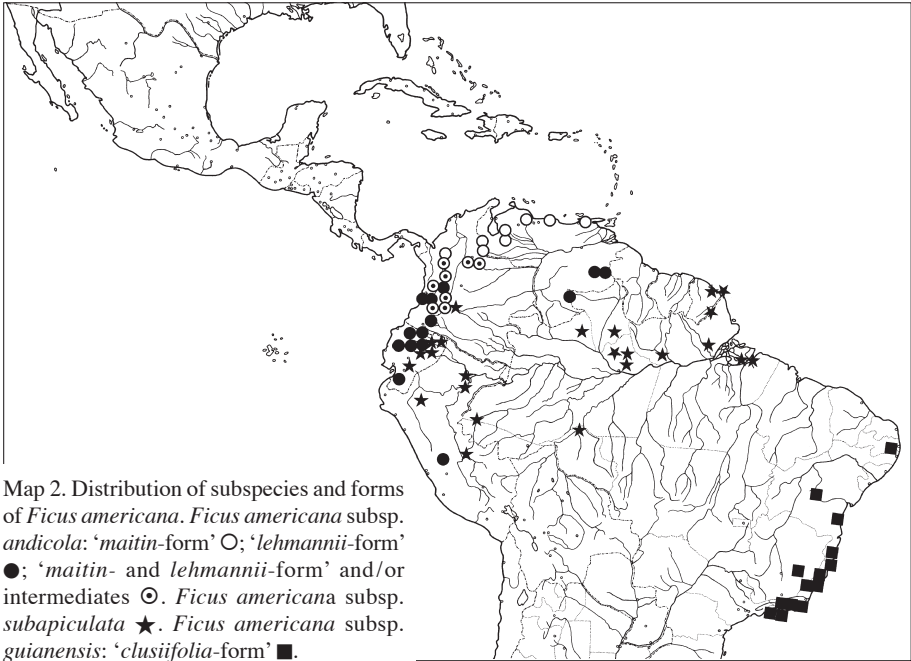 Map 2. Distribution of subspecies and forms
of Ficus americana. Ficus americana subsp.
andicola: ‘maitin-form’ ○; ‘lehmannii-form’
●; ‘maitin- and lehmannii-form’ and/or
intermediates ⊙. Ficus americana subsp.
subapiculata ★. Ficus americana subsp.
guianensis: ‘clusiifolia-form’ ■.